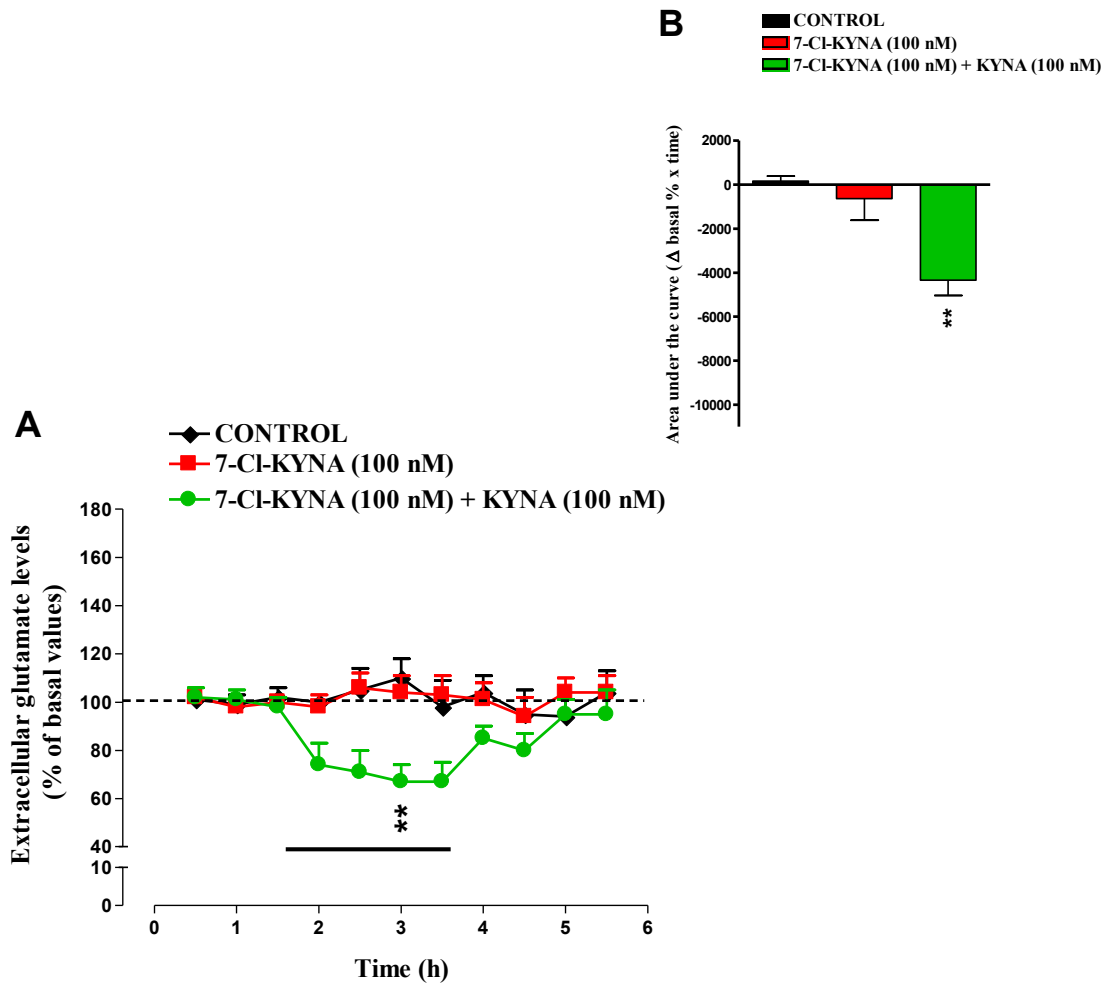 B
CONTROL
7-Cl-KYNA (100 nM)
7-Cl-KYNA (100 nM) + KYNA (100 nM)
Area under the curve (Δ basal % x time)
2000
0
-2000
-4000
-6000
-8000
-10000
**
A
CONTROL
7-Cl-KYNA (100 nM)
7-Cl-KYNA (100 nM) + KYNA (100 nM)
Extracellular glutamate levels
(% of basal values)
180
160
140
120
100
80
60
40
10
0
**
0 1 2 3 4 5 6
Time (h)